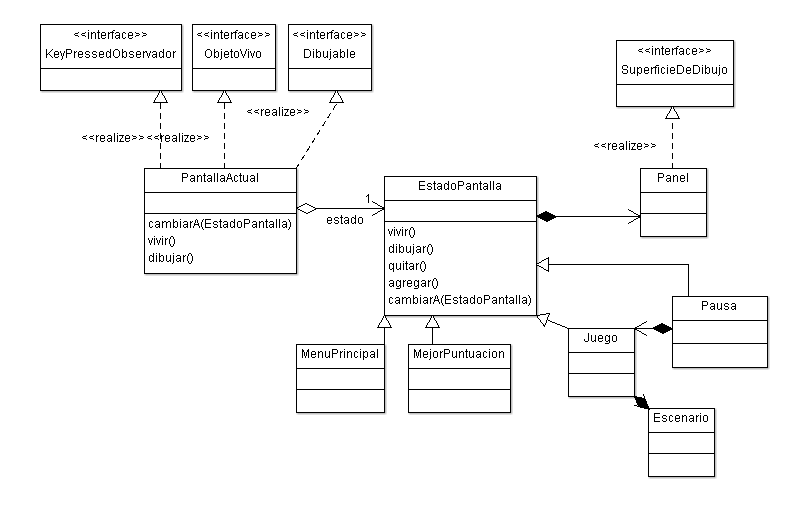 <<interface>>
KeyPressedObservador
<<interface>>
ObjetoVivo
<<interface>>
Dibujable
<<interface>>
SuperficieDeDibujo
<<realize>>
<<realize>>
<<realize>>
<<realize>>
PantallaActual
cambiarA(EstadoPantalla)
vivir()
dibujar()
1
estado
EstadoPantalla
vivir()
dibujar()
quitar()
agregar()
cambiarA(EstadoPantalla)
Panel
Pausa
Juego
MenuPrincipal
MejorPuntuacion
Escenario